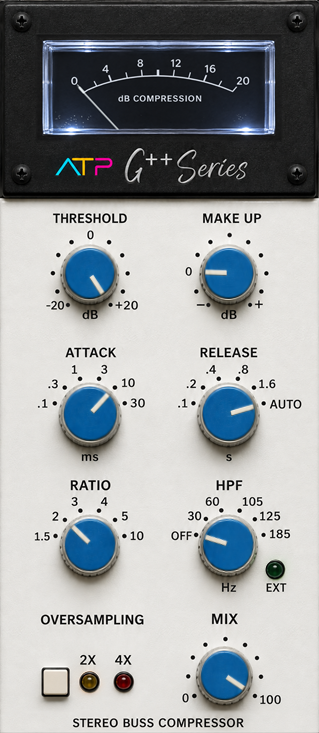 0 4 8 12 16 20
dB COMPRESSION
ATP G++ Series
THRESHOLD MAKE UP
0
0
-20 +20 - +
dB dB
ATTACK RELEASE
1 3 .4 .8
.3 10 .2 1.6
.1 30 .1 AUTO
ms s
RATIO HPF
3 4 60 105
2 5 30 125
1.5 10 OFF 185
Hz EXT
OVERSAMPLING MIX
2X 4X
0 100
STEREO BUSS COMPRESSOR